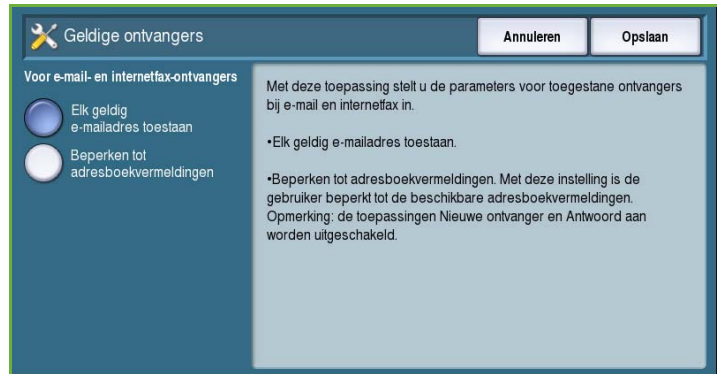 Geldige ontvangers
Annuleren
Opslaan
Voor e-mail- en internetfax-ontvangers
Elk geldig
e-mailadres toestaan
Beperken tot
adresboekvermeldingen
Met deze toepassing stelt u de parameters voor toegestane ontvangers
bij e-mail en internetfax in.
•Elk geldig e-mailadres toestaan.
•Beperken tot adresboekvermeldingen. Met deze instelling is de
gebruiker beperkt tot de beschikbare adresboekvermeldingen.
Opmerking: de toepassingen Nieuwe ontvanger en Antwoord aan
worden uitgeschakeld.